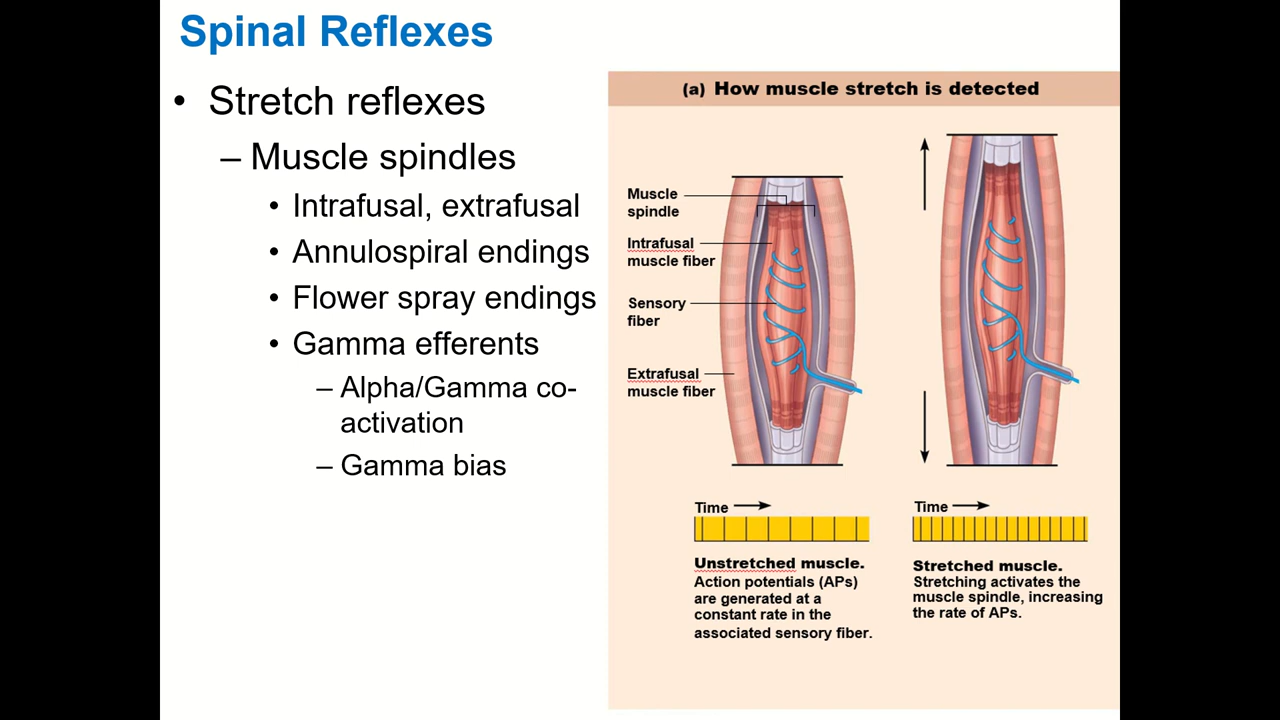 Spinal Reflexes
• Stretch reflexes
– Muscle spindles
• Intrafusal, extrafusal
• Annulospiral endings
• Flower spray endings
• Gamma efferents
– Alpha/Gamma co-
activation
– Gamma bias
(a) How muscle stretch is detected
Muscle
spindle
Intrafusal
muscle fiber
Sensory
fiber
Extrafusal
muscle fiber
Time
Unstretched muscle.
Action potentials (APs)
are generated at a
constant rate in the
associated sensory fiber.
Time
Stretched muscle.
Stretching activates the
muscle spindle, increasing
the rate of APs.